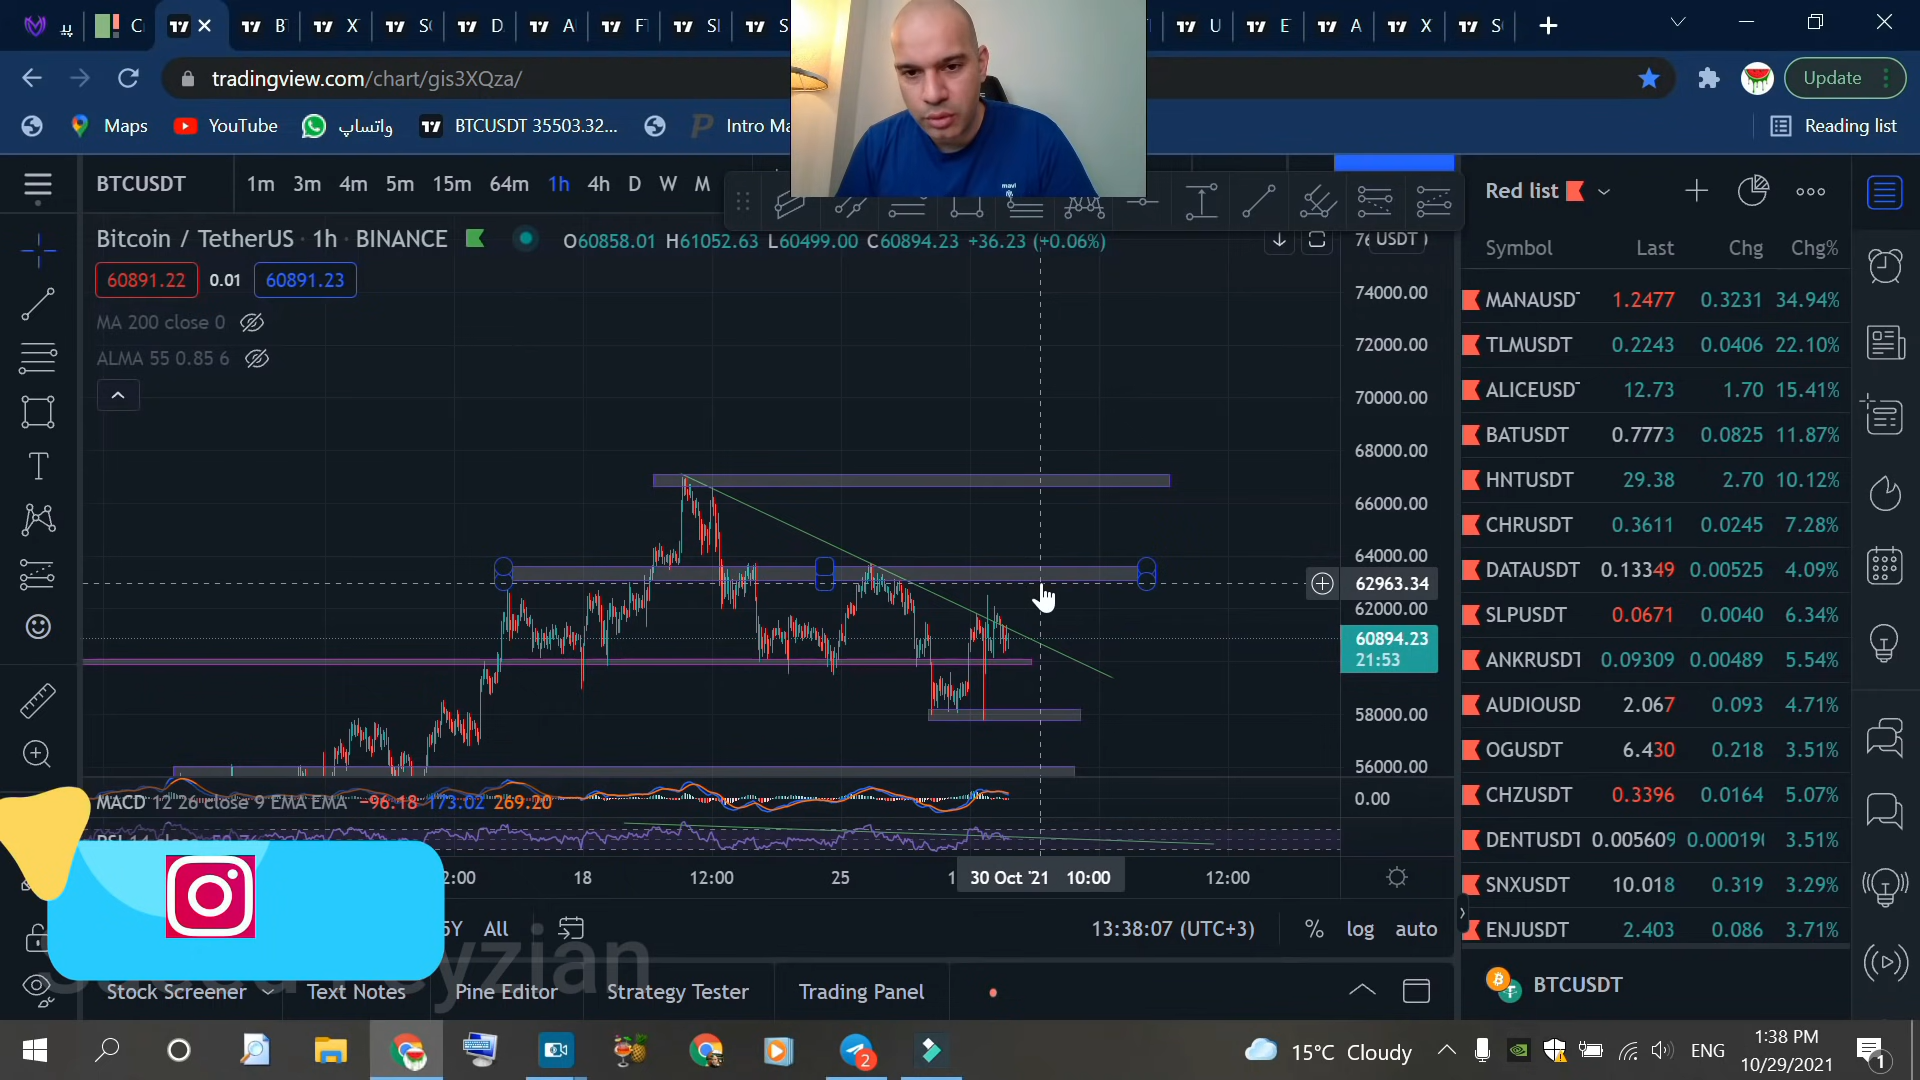 C
B
X
S
D
A
F
S
S
U
E
A
X
S
tradingview.com/chart/gis3XQza/
Update
Maps
YouTube
واتساپ
BTCUSDT 35503.32...
Intro Ma
Reading list
BTCUSDT
1m 3m 4m 5m 15m 64m 1h 4h D W M
mavi
Bitcoin / TetherUS · 1h · BINANCE
O60858.01 H61052.63 L60499.00 C60894.23 +36.23 (+0.06%)
60891.22 0.01 60891.23
MA 200 close 0
ALMA 55 0.85 6
USDT
74000.00
72000.00
70000.00
68000.00
66000.00
64000.00
62963.34
62000.00
60894.23
21:53
58000.00
56000.00
MACD 12 26 close 9 EMA EMA −96.18 173.02 269.20
0.00
18 12:00 25 30 Oct '21 10:00 12:00
5Y All
13:38:07 (UTC+3)
% log auto
yzian
Stock Screener Text Notes Pine Editor Strategy Tester Trading Panel
Red list
Symbol Last Chg Chg%
MANAUSD 1.2477 0.3231 34.94%
TLMUSDT 0.2243 0.0406 22.10%
ALICEUSD 12.73 1.70 15.41%
BATUSDT 0.7773 0.0825 11.87%
HNTUSDT 29.38 2.70 10.12%
CHRUSDT 0.3611 0.0245 7.28%
DATAUSDT 0.13349 0.00525 4.09%
SLPUSDT 0.0671 0.0040 6.34%
ANKRUSDT 0.09309 0.00489 5.54%
AUDIOUSD 2.067 0.093 4.71%
OGUSDT 6.430 0.218 3.51%
CHZUSDT 0.3396 0.0164 5.07%
DENTUSDT 0.005609 0.000190 3.51%
SNXUSDT 10.018 0.319 3.29%
ENJUSDT 2.403 0.086 3.71%
BTCUSDT
2
15°C Cloudy
ENG
1:38 PM
10/29/2021
1